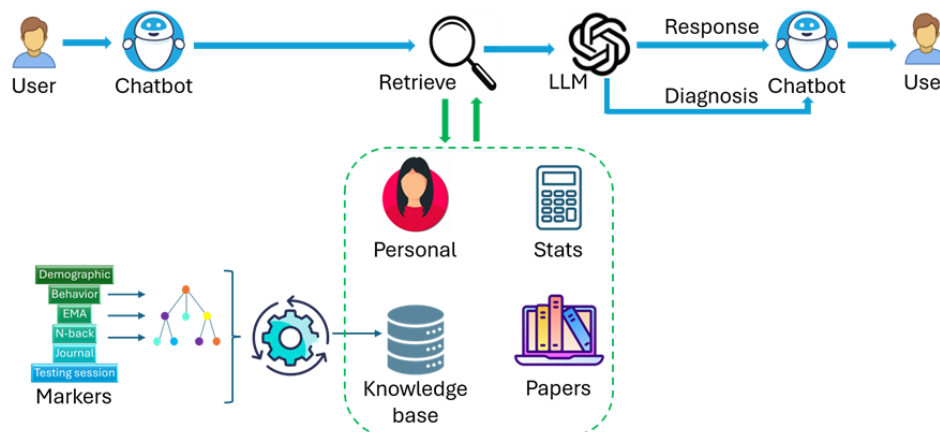 Response
User
Chatbot
Retrieve
LLM
Diagnosis
Chatbot
Use
Personal
Stats
Demographic
Behavior
EMA
N-back
Journal
Testing session
Markers
Knowledge
base
Papers